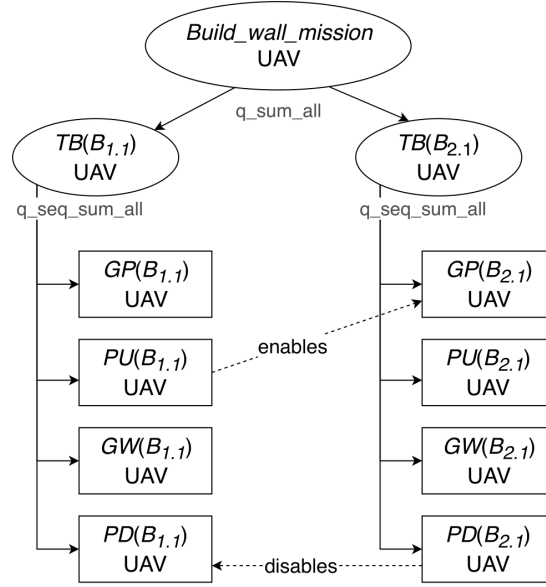 Build_wall_mission
UAV
q_sum_all
TB(B1.1)
UAV
q_seq_sum_all
GP(B1.1)
UAV
PU(B1.1)
UAV
GW(B1.1)
UAV
PD(B1.1)
UAV
TB(B2.1)
UAV
q_seq_sum_all
GP(B2.1)
UAV
PU(B2.1)
UAV
GW(B2.1)
UAV
PD(B2.1)
UAV
enables
disables